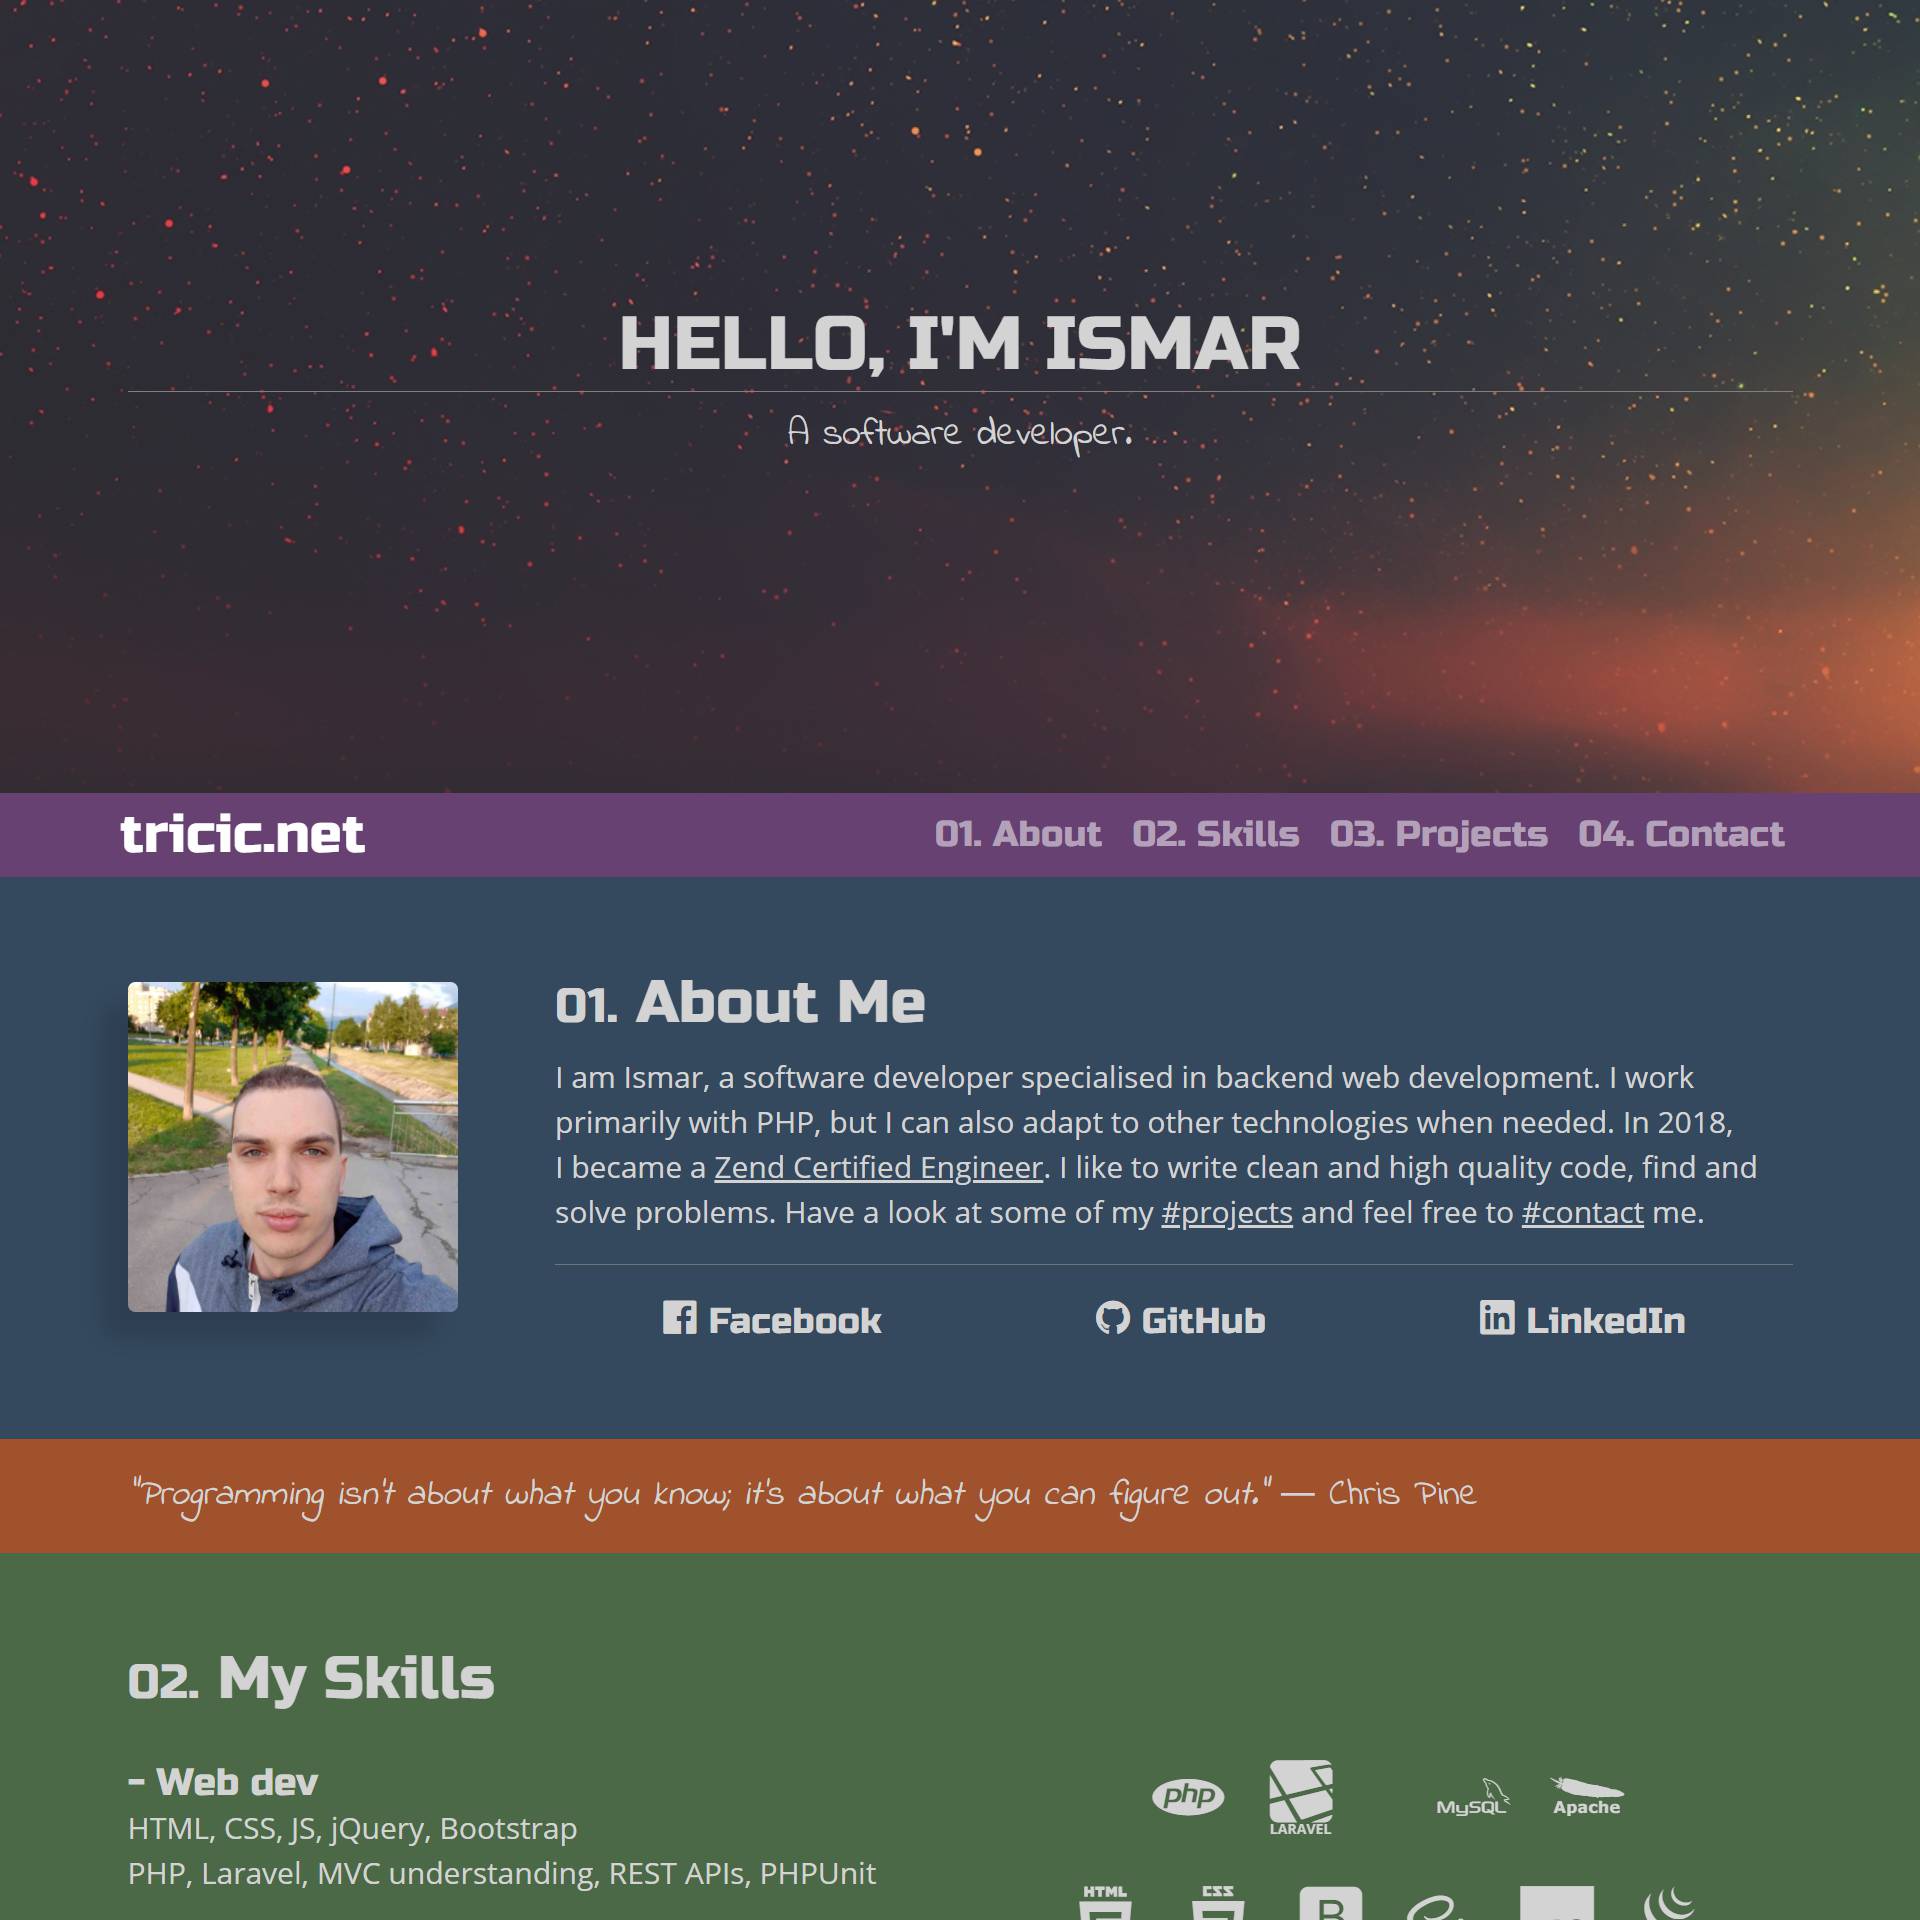 HELLO, I'M ISMAR
A software developer.
tricic.net
01. About 02. Skills 03. Projects 04. Contact
01. About Me
I am Ismar, a software developer specialised in backend web development. I work
primarily with PHP, but I can also adapt to other technologies when needed. In 2018,
I became a Zend Certified Engineer. I like to write clean and high quality code, find and
solve problems. Have a look at some of my #projects and feel free to #contact me.
Facebook GitHub LinkedIn
"Programming isn't about what you know; it's about what you can figure out." — Chris Pine
02. My Skills
- Web dev
HTML, CSS, JS, jQuery, Bootstrap
PHP, Laravel, MVC understanding, REST APIs, PHPUnit
php LARAVEL MySQL Apache
HTML CSS B